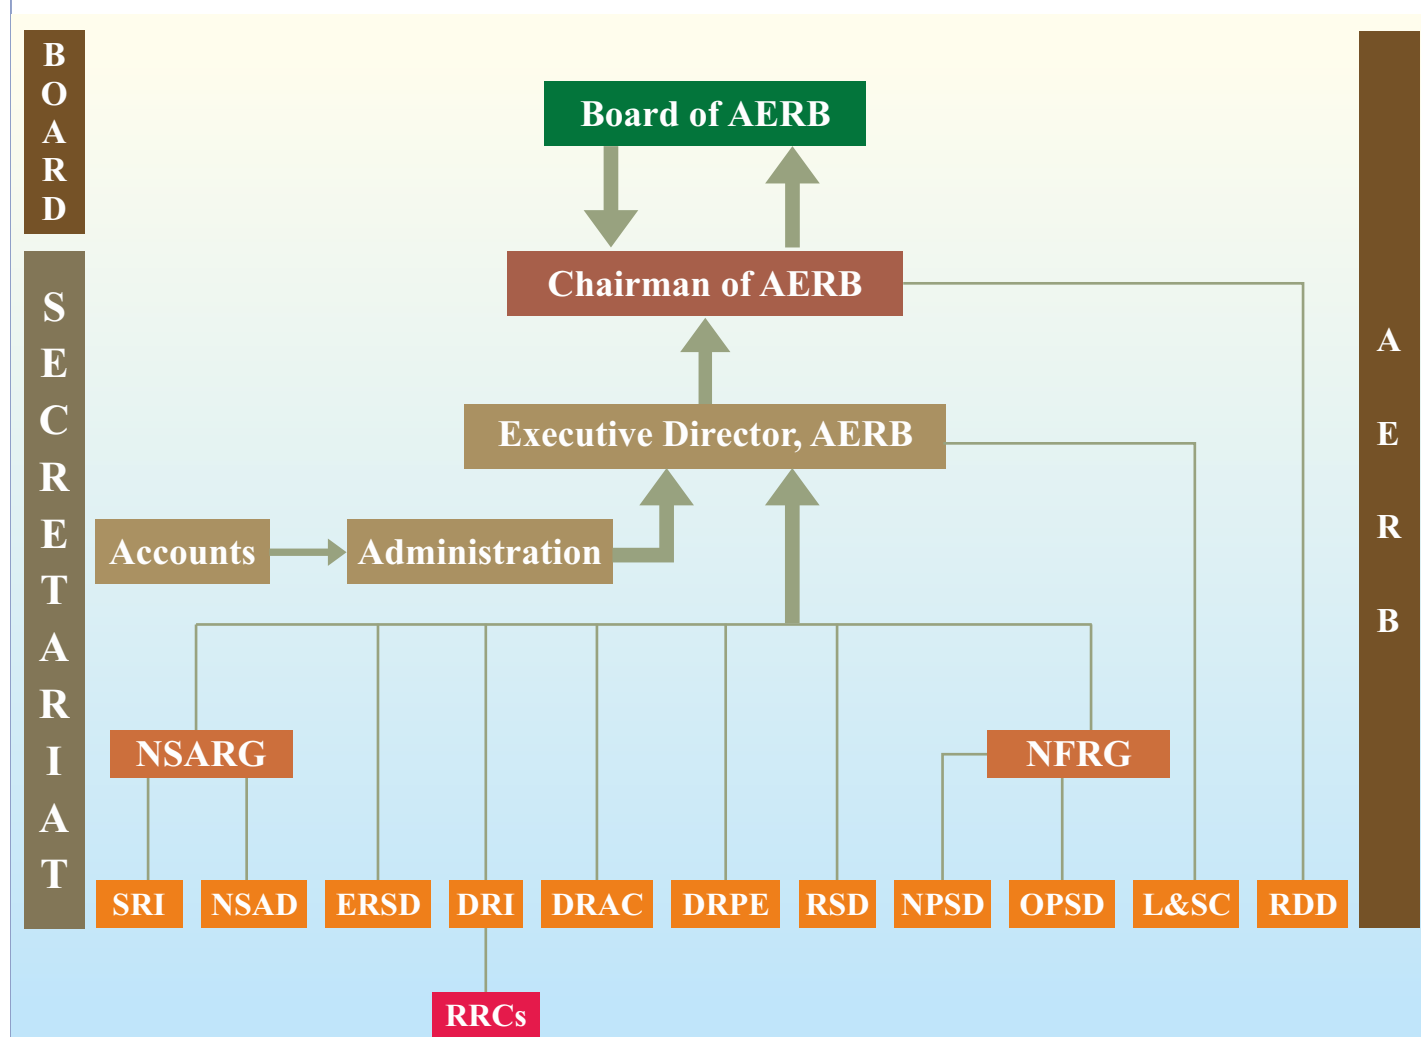 BOARD
SECRETARIAT
AERB
Board of AERB
Chairman of AERB
Executive Director, AERB
Accounts
Administration
NSARG
NFRG
SRI
NSAD
ERSD
DRI
DRAC
DRPE
RSD
NPSD
OPSD
L&SC
RDD
RRCs